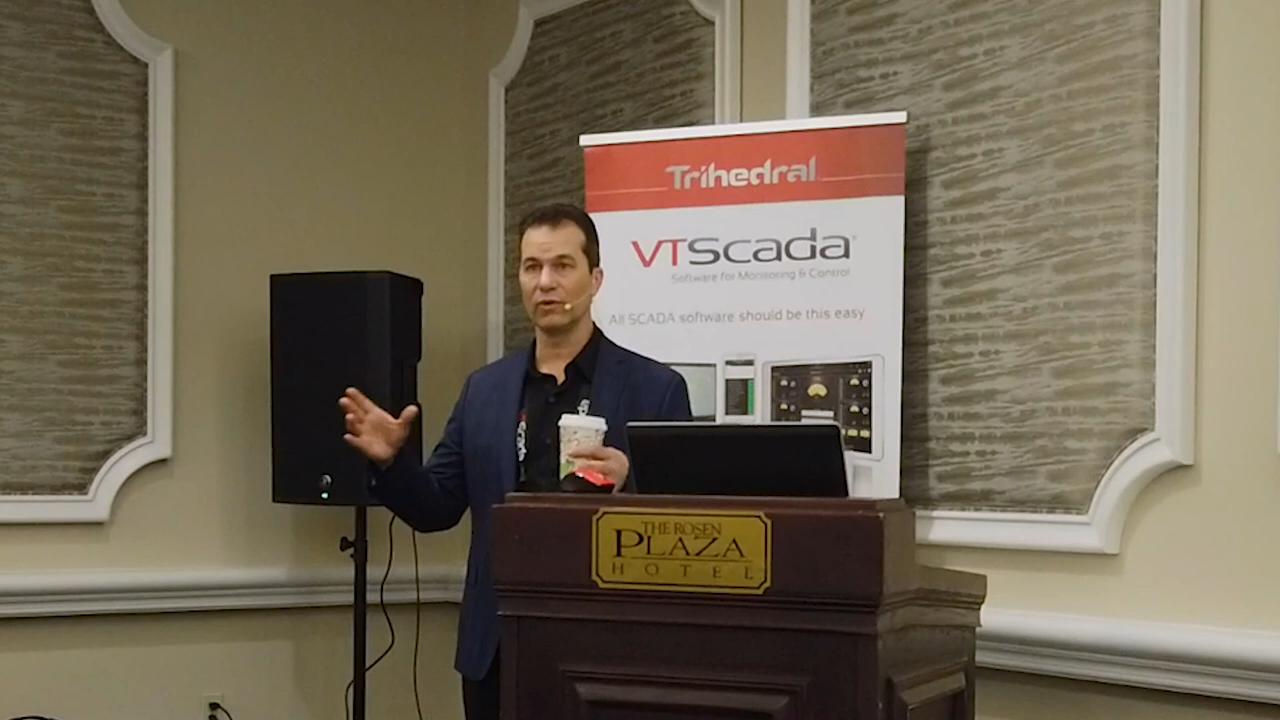 Trihedral
VTScada®
Software for Monitoring & Control
All SCADA software should be this easy
THE ROSEN
PLAZA
HOTEL